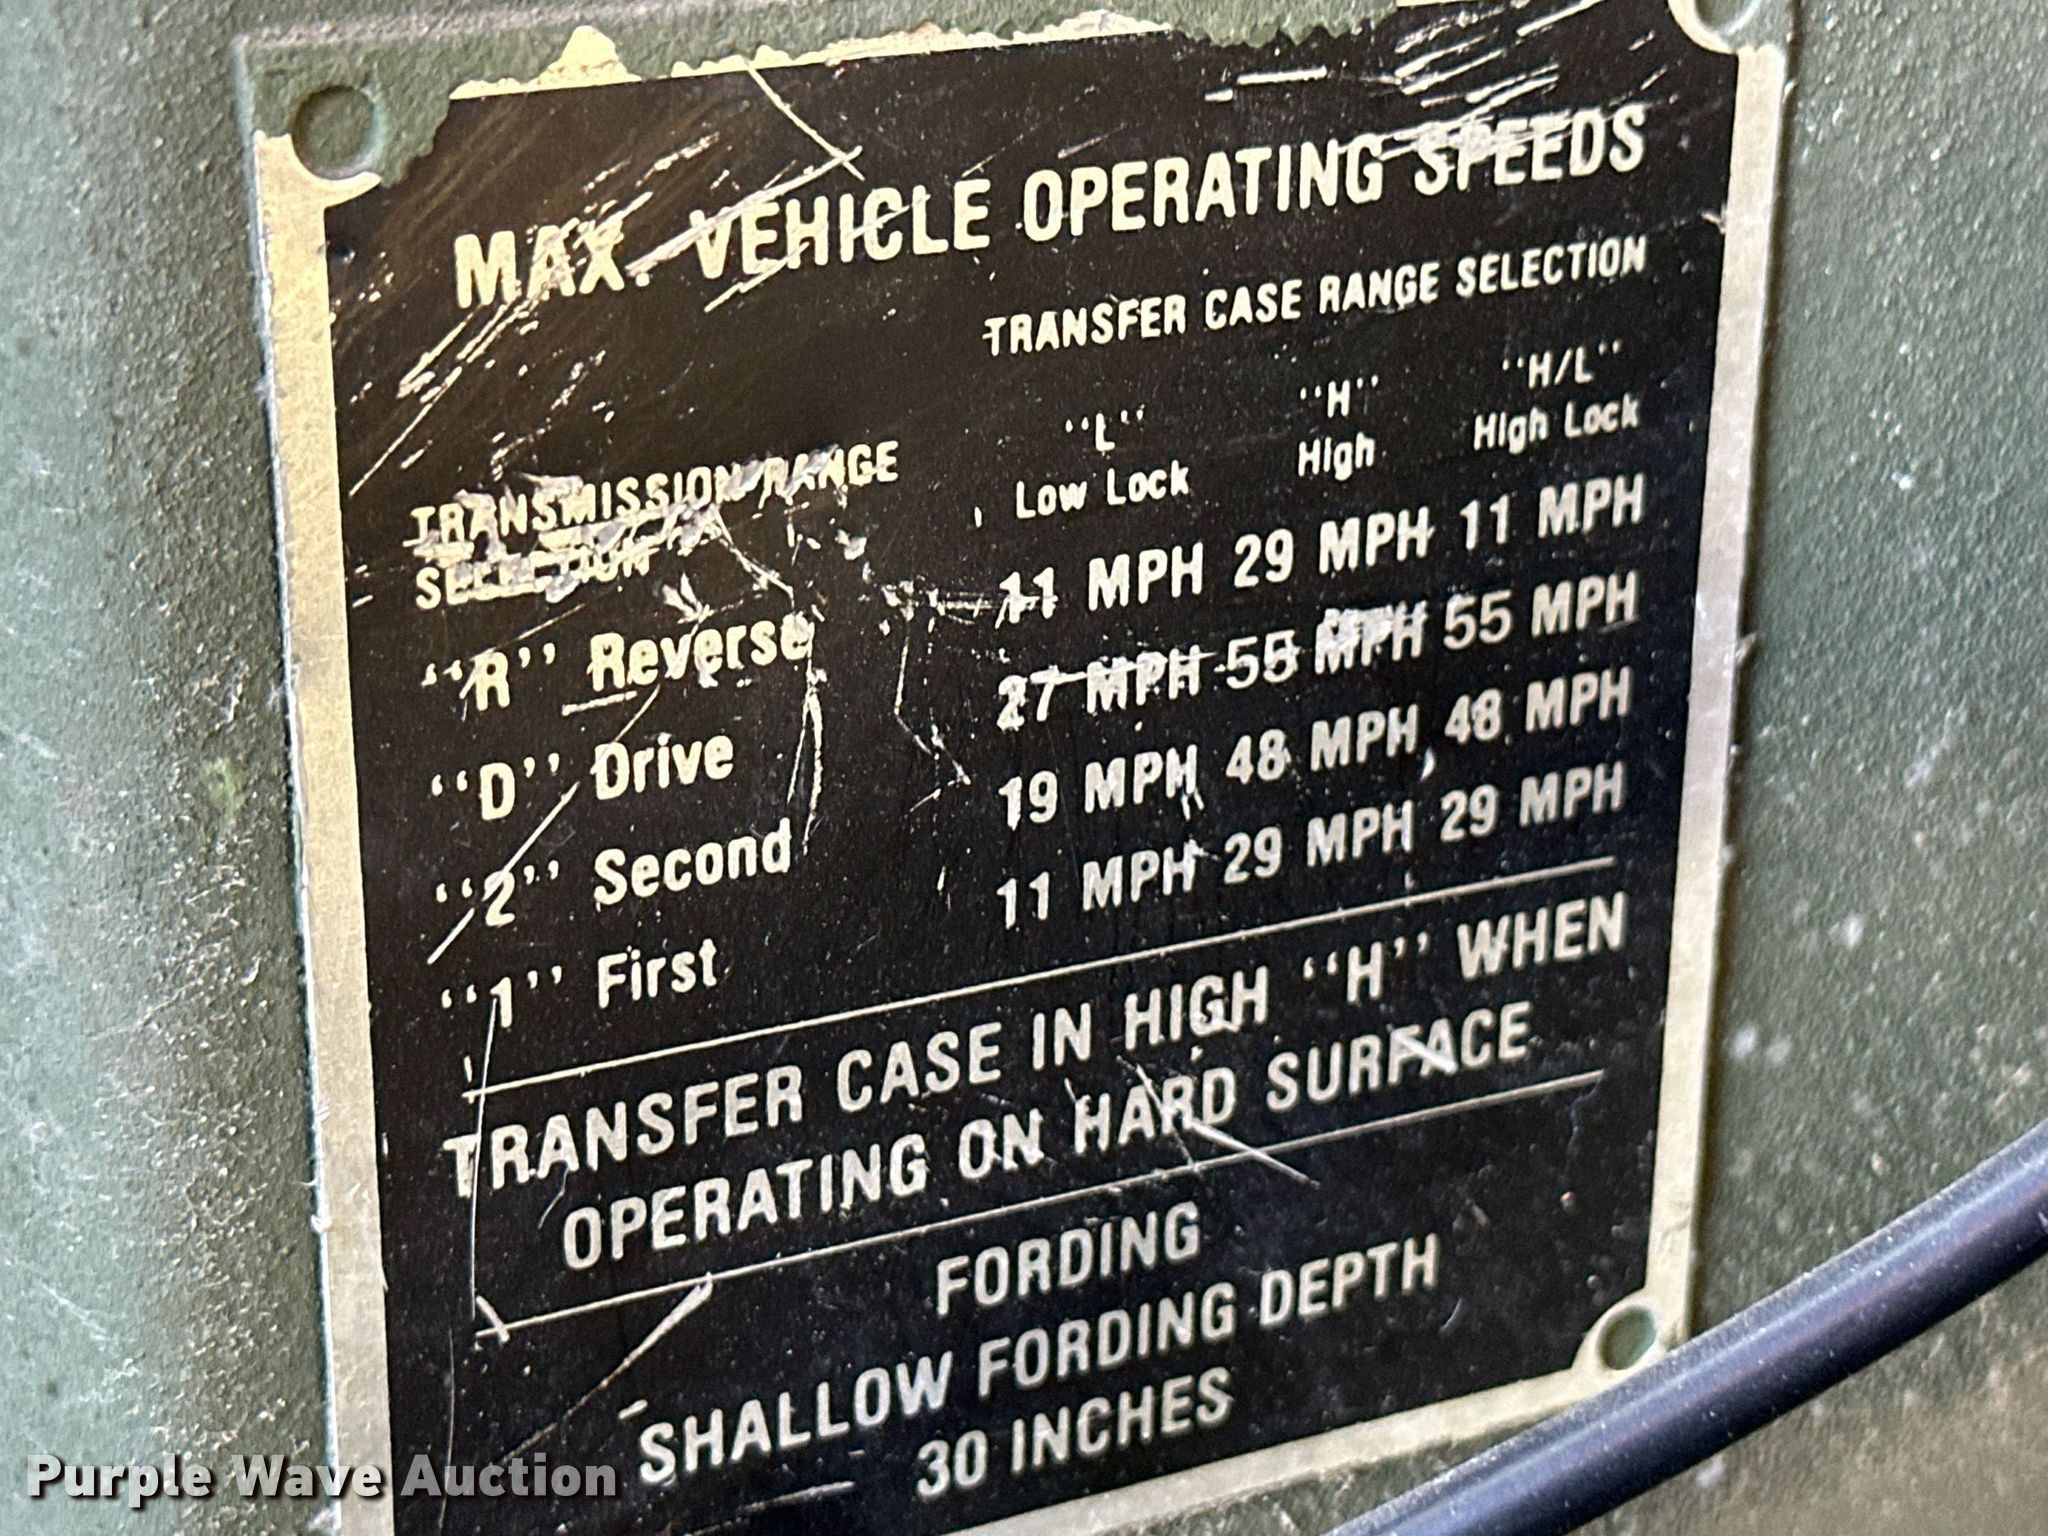 MAX. VEHICLE OPERATING SPEEDS
TRANSFER CASE RANGE SELECTION
"L" "H" "H/L"
TRANSMISSION RANGE Low Lock High High Lock
SELECTION
"R" Reverse 11 MPH 29 MPH 11 MPH
"D" Drive 27 MPH 55 MPH 55 MPH
"2" Second 19 MPH 48 MPH 48 MPH
"1" First 11 MPH 29 MPH 29 MPH
TRANSFER CASE IN HIGH "H" WHEN
OPERATING ON HARD SURFACE
FORDING
SHALLOW FORDING DEPTH
30 INCHES
Purple Wave Auction